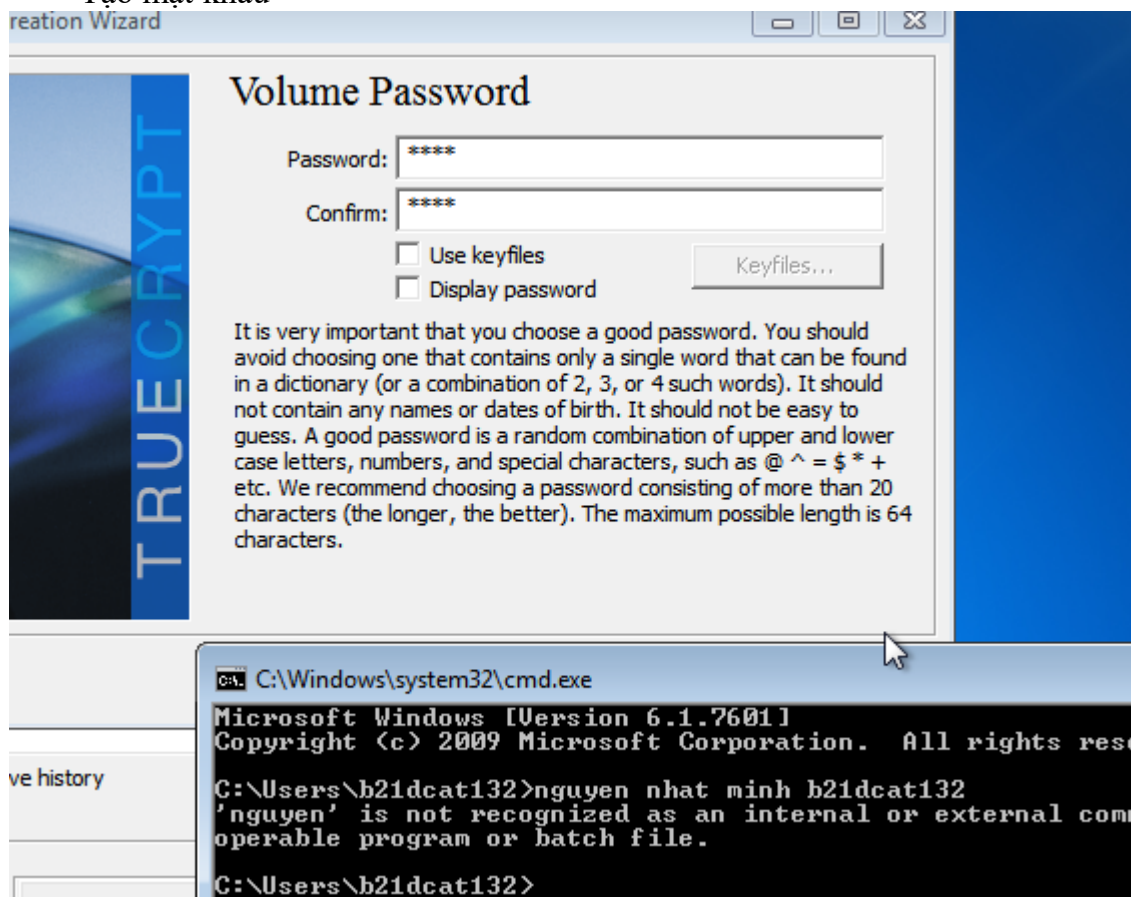 Tạo mật khẩu
reation Wizard
Volume Password
Password: ****
Confirm: ****
Use keyfiles
Keyfiles...
Display password
It is very important that you choose a good password. You should
avoid choosing one that contains only a single word that can be found
in a dictionary (or a combination of 2, 3, or 4 such words). It should
not contain any names or dates of birth. It should not be easy to
guess. A good password is a random combination of upper and lower
case letters, numbers, and special characters, such as @ ^ = $ * +
etc. We recommend choosing a password consisting of more than 20
characters (the longer, the better). The maximum possible length is 64
characters.
TRUECRYPT
C:\Windows\system32\cmd.exe
Microsoft Windows [Version 6.1.7601]
Copyright (c) 2009 Microsoft Corporation. All rights rese
ve history
C:\Users\b21dcat132>nguyen nhat minh b21dcat132
'nguyen' is not recognized as an internal or external comm
operable program or batch file.
C:\Users\b21dcat132>